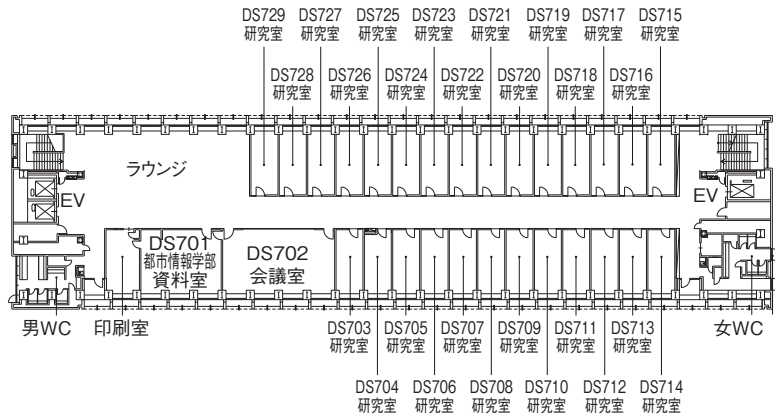 DS729
研究室
DS727
研究室
DS725
研究室
DS723
研究室
DS721
研究室
DS719
研究室
DS717
研究室
DS715
研究室
DS728
研究室
DS726
研究室
DS724
研究室
DS722
研究室
DS720
研究室
DS718
研究室
DS716
研究室
ラウンジ
EV
EV
DS701
都市情報学部
資料室
DS702
会議室
男WC
印刷室
女WC
DS703
研究室
DS705
研究室
DS707
研究室
DS709
研究室
DS711
研究室
DS713
研究室
DS704
研究室
DS706
研究室
DS708
研究室
DS710
研究室
DS712
研究室
DS714
研究室